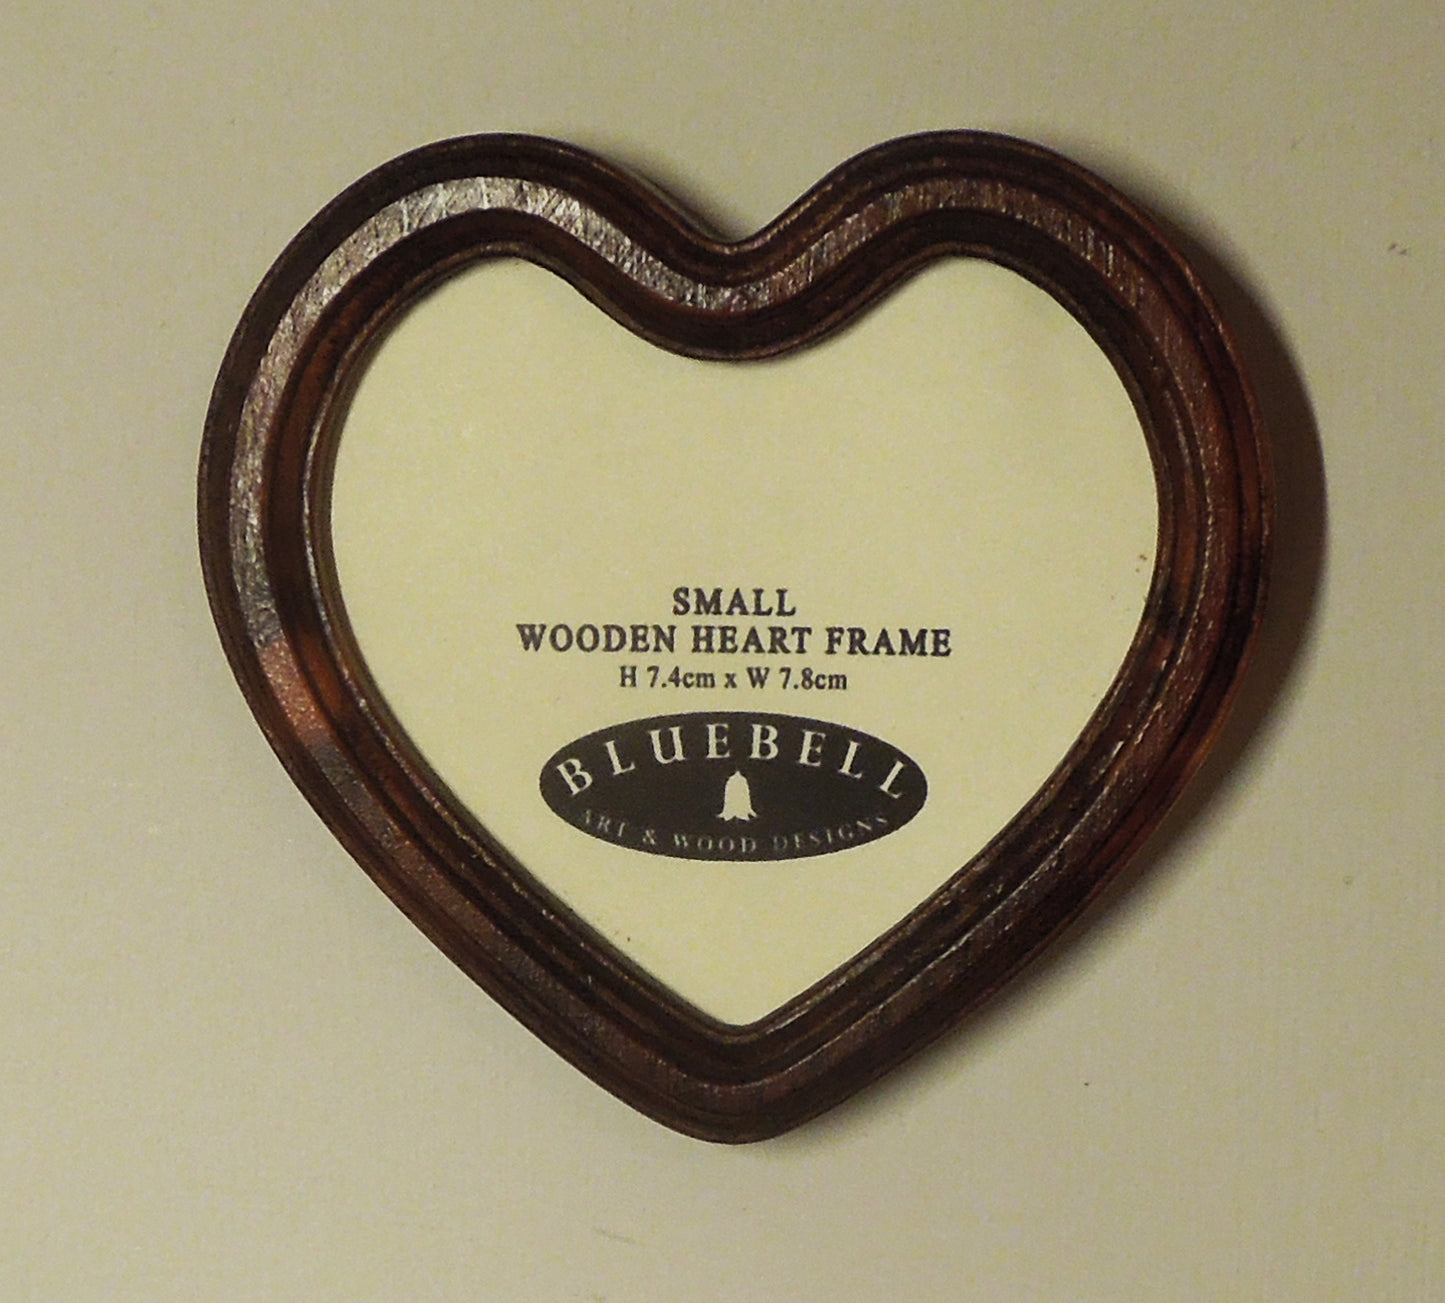 SMALL
WOODEN HEART FRAME
H 7.4cm x W 7.8cm
BLUEBELL
ART & WOOD DESIGNS